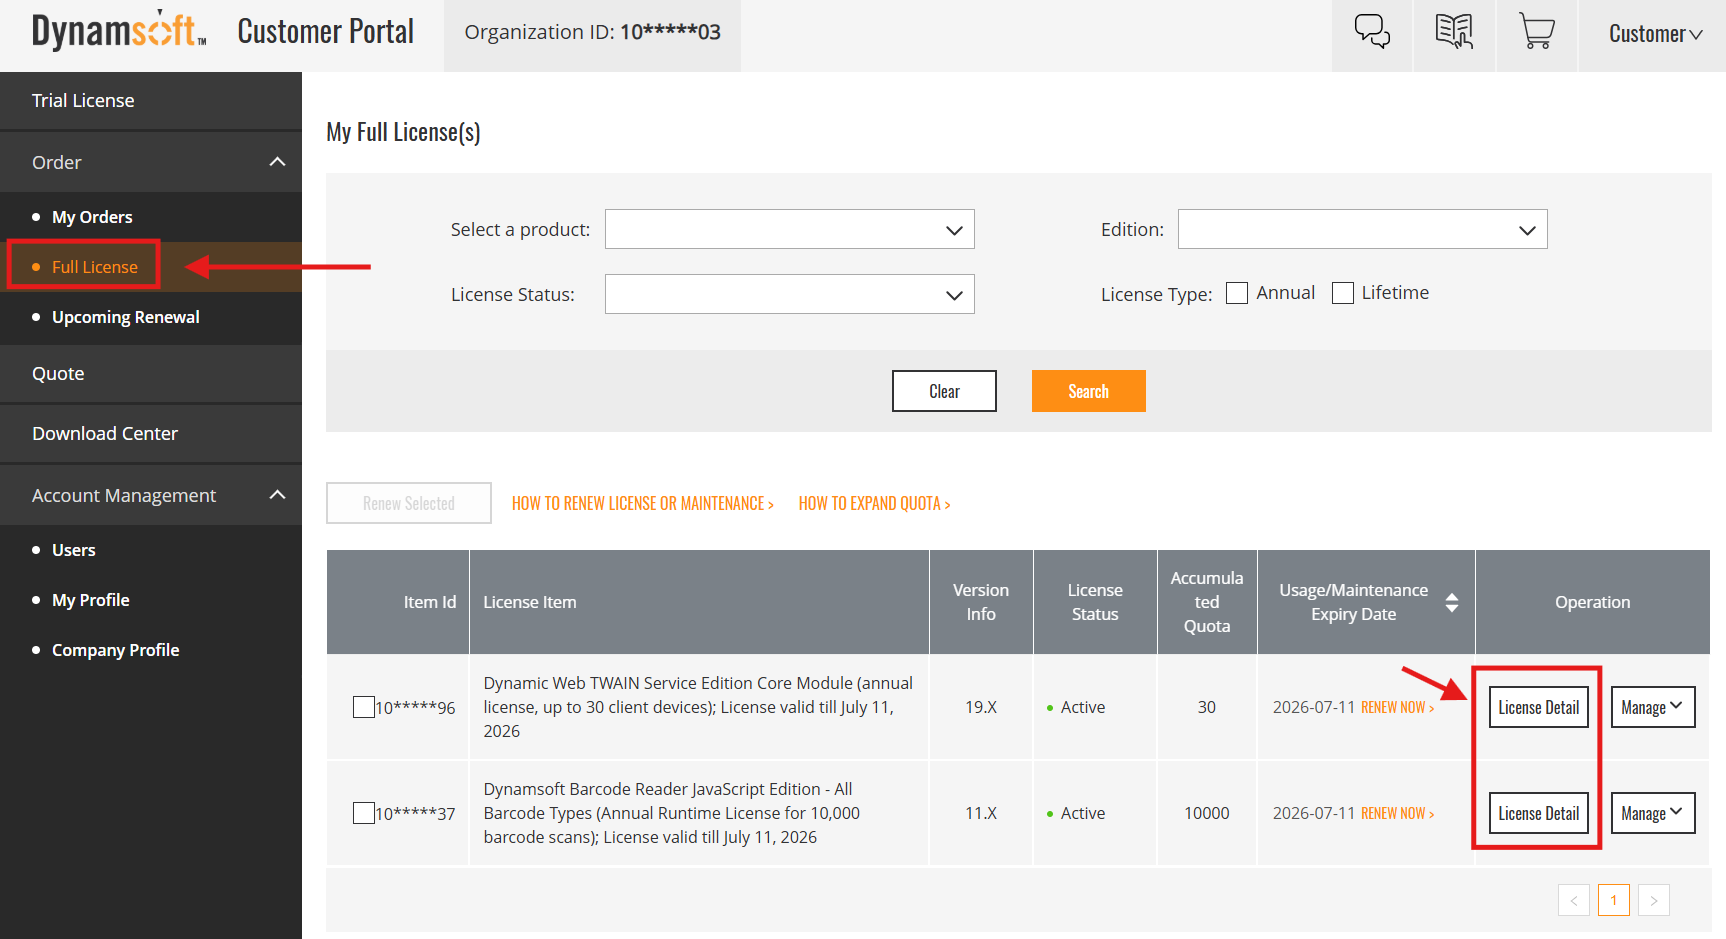 Dynamsoft™
Customer Portal
Organization ID: 10*****03
Customer
Trial License
Order
My Orders
Full License
Upcoming Renewal
Quote
Download Center
Account Management
Users
My Profile
Company Profile
My Full License(s)
Select a product:
Edition:
License Status:
License Type: Annual Lifetime
Clear
Search
Renew Selected
HOW TO RENEW LICENSE OR MAINTENANCE >
HOW TO EXPAND QUOTA >
Item Id
License Item
Version
Info
License
Status
Accumula
ted
Quota
Usage/Maintenance
Expiry Date
Operation
10*****96
Dynamic Web TWAIN Service Edition Core Module (annual
license, up to 30 client devices); License valid till July 11,
2026
19.X
Active
30
2026-07-11 RENEW NOW >
License Detail
Manage
10*****37
Dynamsoft Barcode Reader JavaScript Edition - All
Barcode Types (Annual Runtime License for 10,000
barcode scans); License valid till July 11, 2026
11.X
Active
10000
2026-07-11 RENEW NOW >
License Detail
Manage
< 1 >